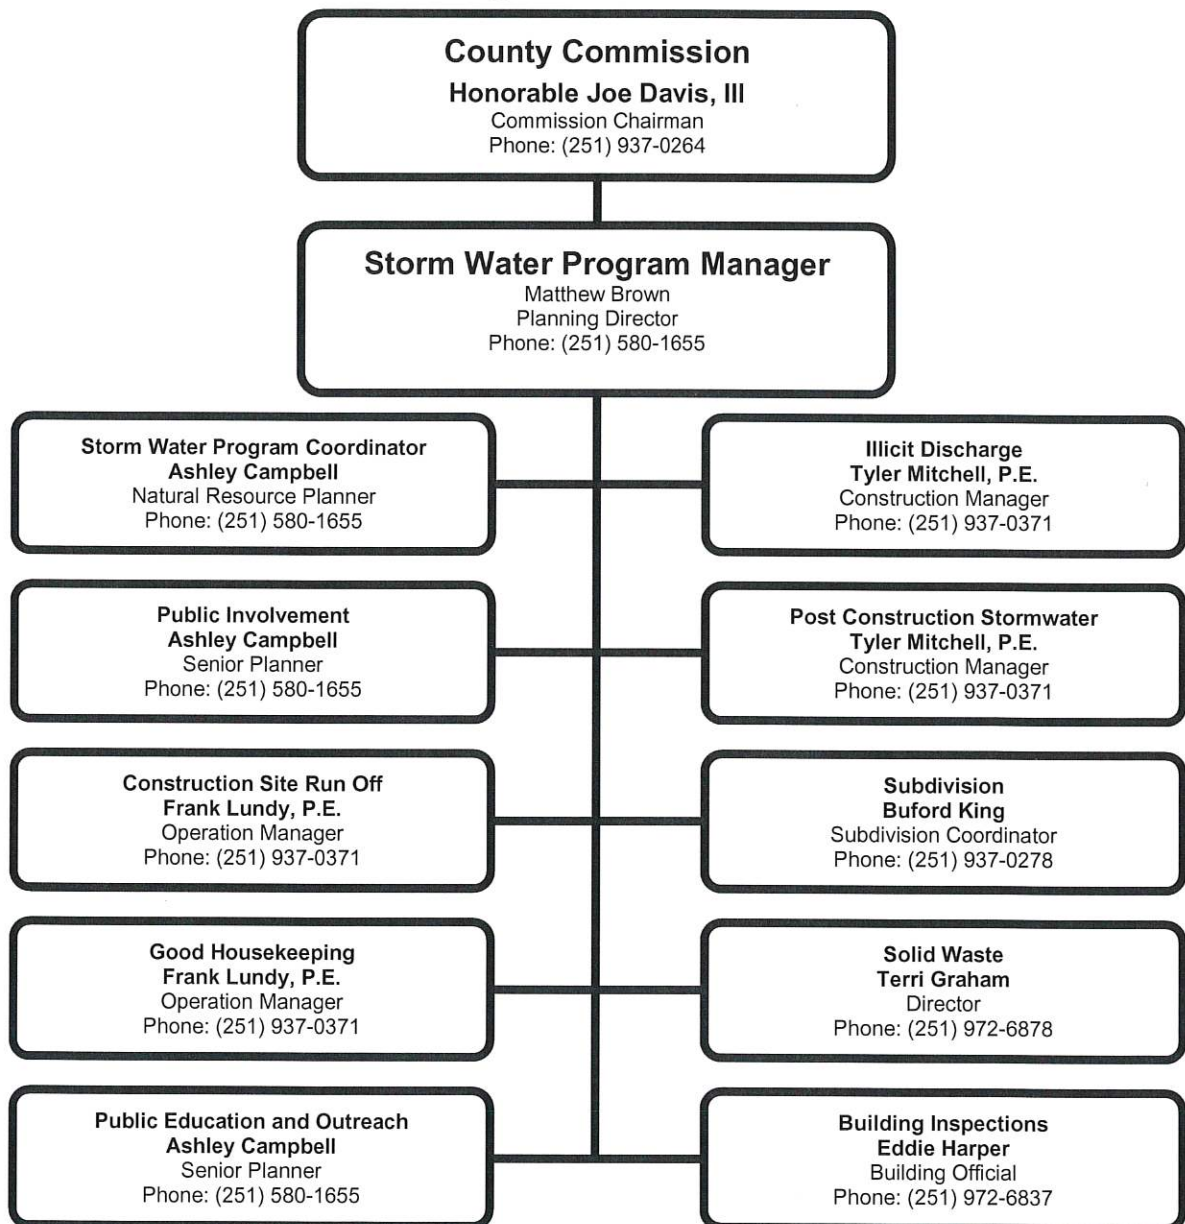 County Commission
Honorable Joe Davis, III
Commission Chairman
Phone: (251) 937-0264
Storm Water Program Manager
Matthew Brown
Planning Director
Phone: (251) 580-1655
Storm Water Program Coordinator
Ashley Campbell
Natural Resource Planner
Phone: (251) 580-1655
Illicit Discharge
Tyler Mitchell, P.E.
Construction Manager
Phone: (251) 937-0371
Public Involvement
Ashley Campbell
Senior Planner
Phone: (251) 580-1655
Post Construction Stormwater
Tyler Mitchell, P.E.
Construction Manager
Phone: (251) 937-0371
Construction Site Run Off
Frank Lundy, P.E.
Operation Manager
Phone: (251) 937-0371
Subdivision
Buford King
Subdivision Coordinator
Phone: (251) 937-0278
Good Housekeeping
Frank Lundy, P.E.
Operation Manager
Phone: (251) 937-0371
Solid Waste
Terri Graham
Director
Phone: (251) 972-6878
Public Education and Outreach
Ashley Campbell
Senior Planner
Phone: (251) 580-1655
Building Inspections
Eddie Harper
Building Official
Phone: (251) 972-6837